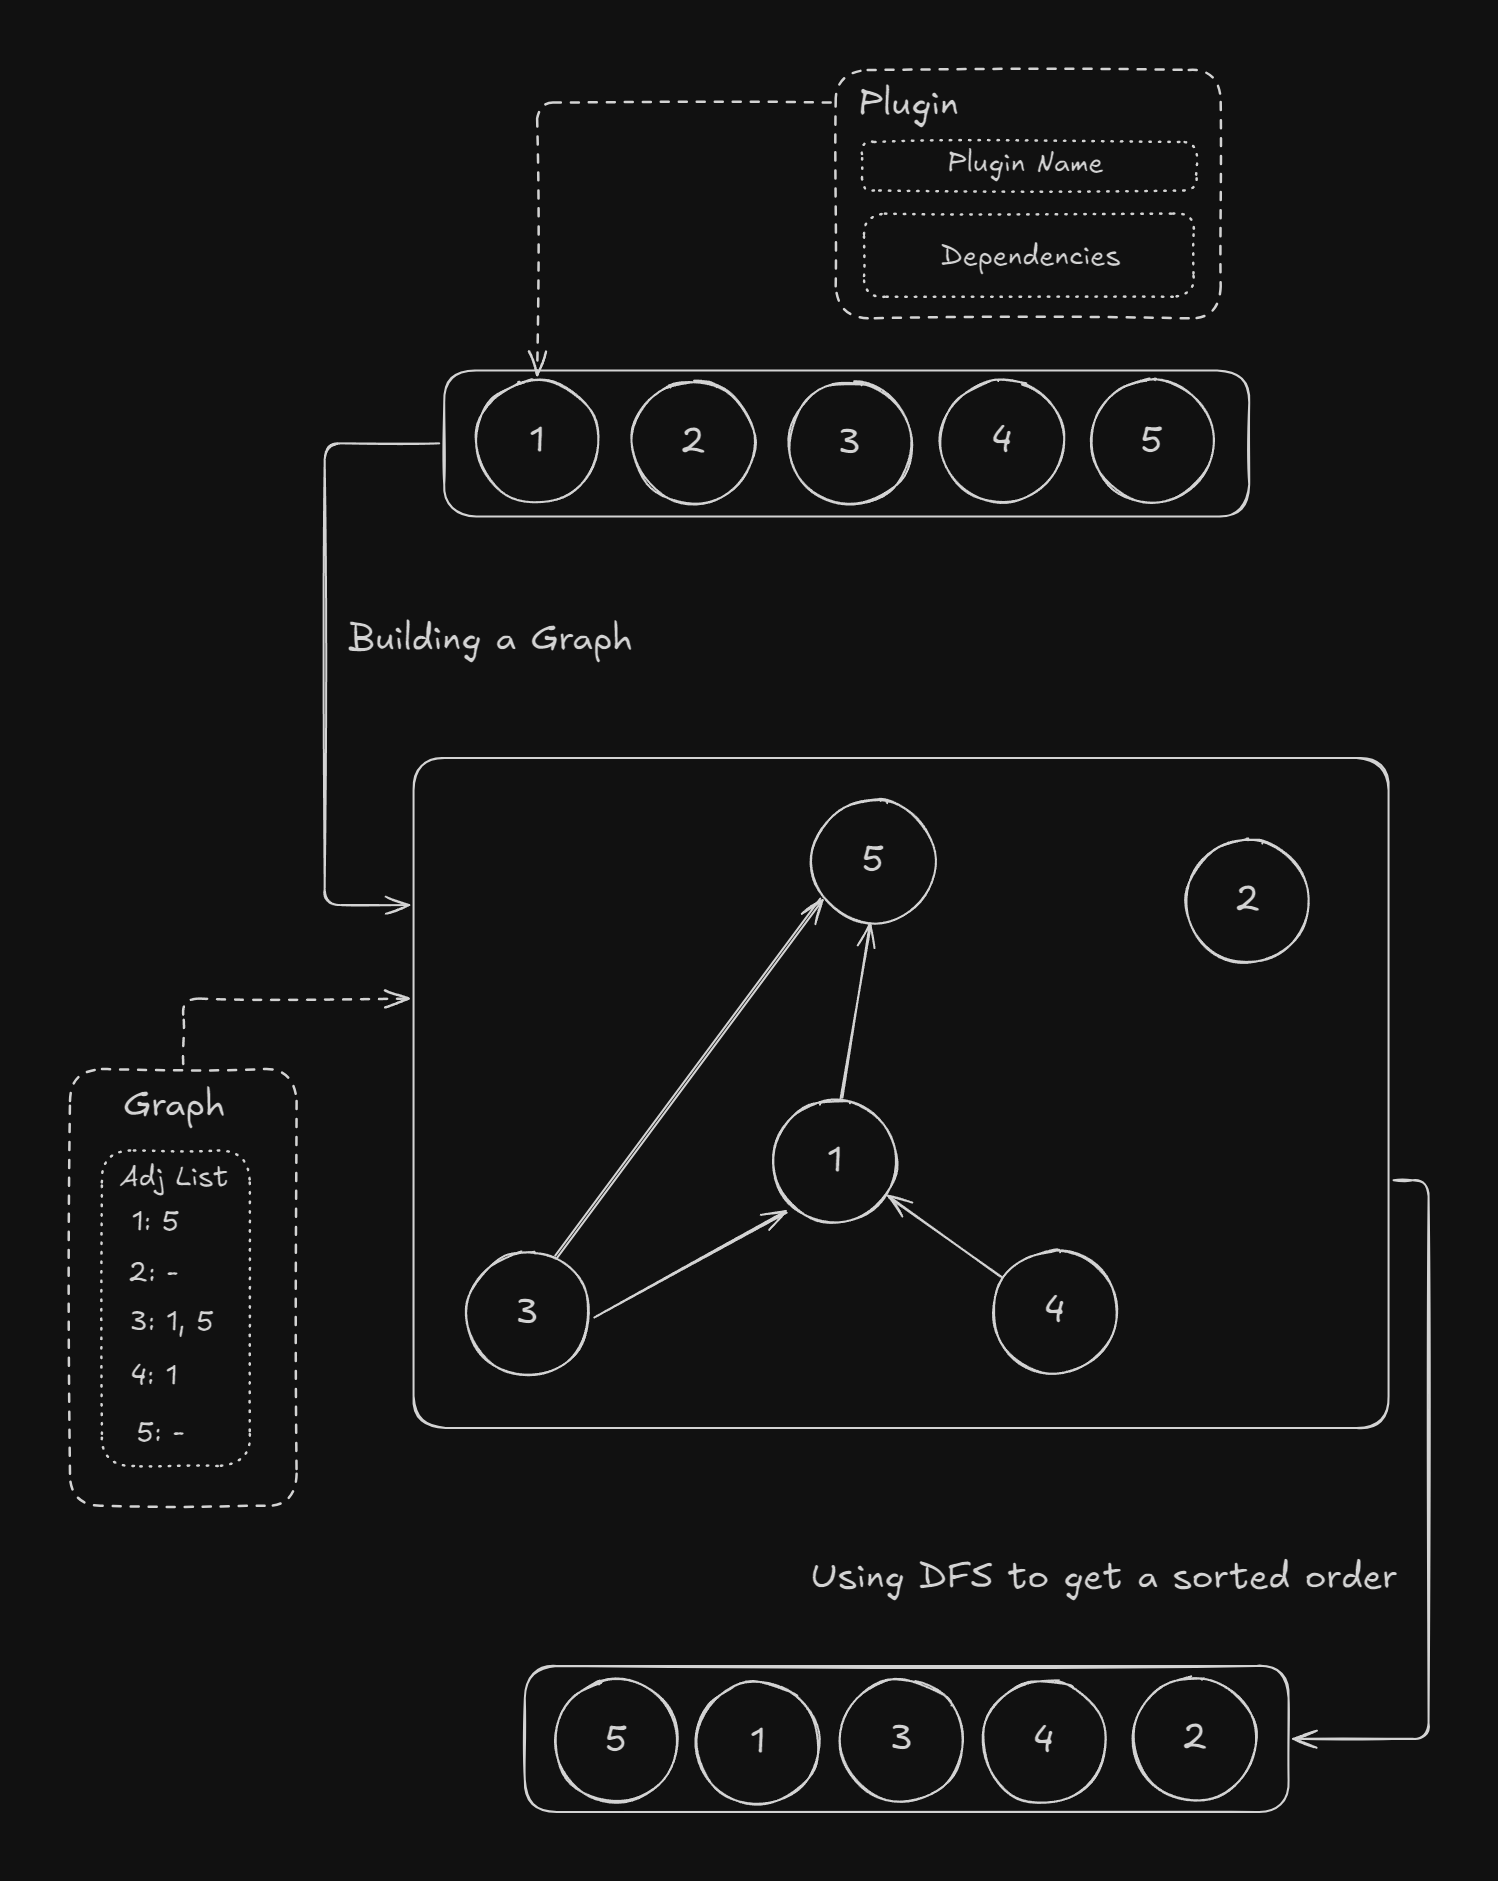 Plugin
Plugin Name
Dependencies
1 2 3 4 5
Building a Graph
5
2
1
3
4
Graph
Adj List
1: 5
2: -
3: 1, 5
4: 1
5: -
Using DFS to get a sorted order
5 1 3 4 2